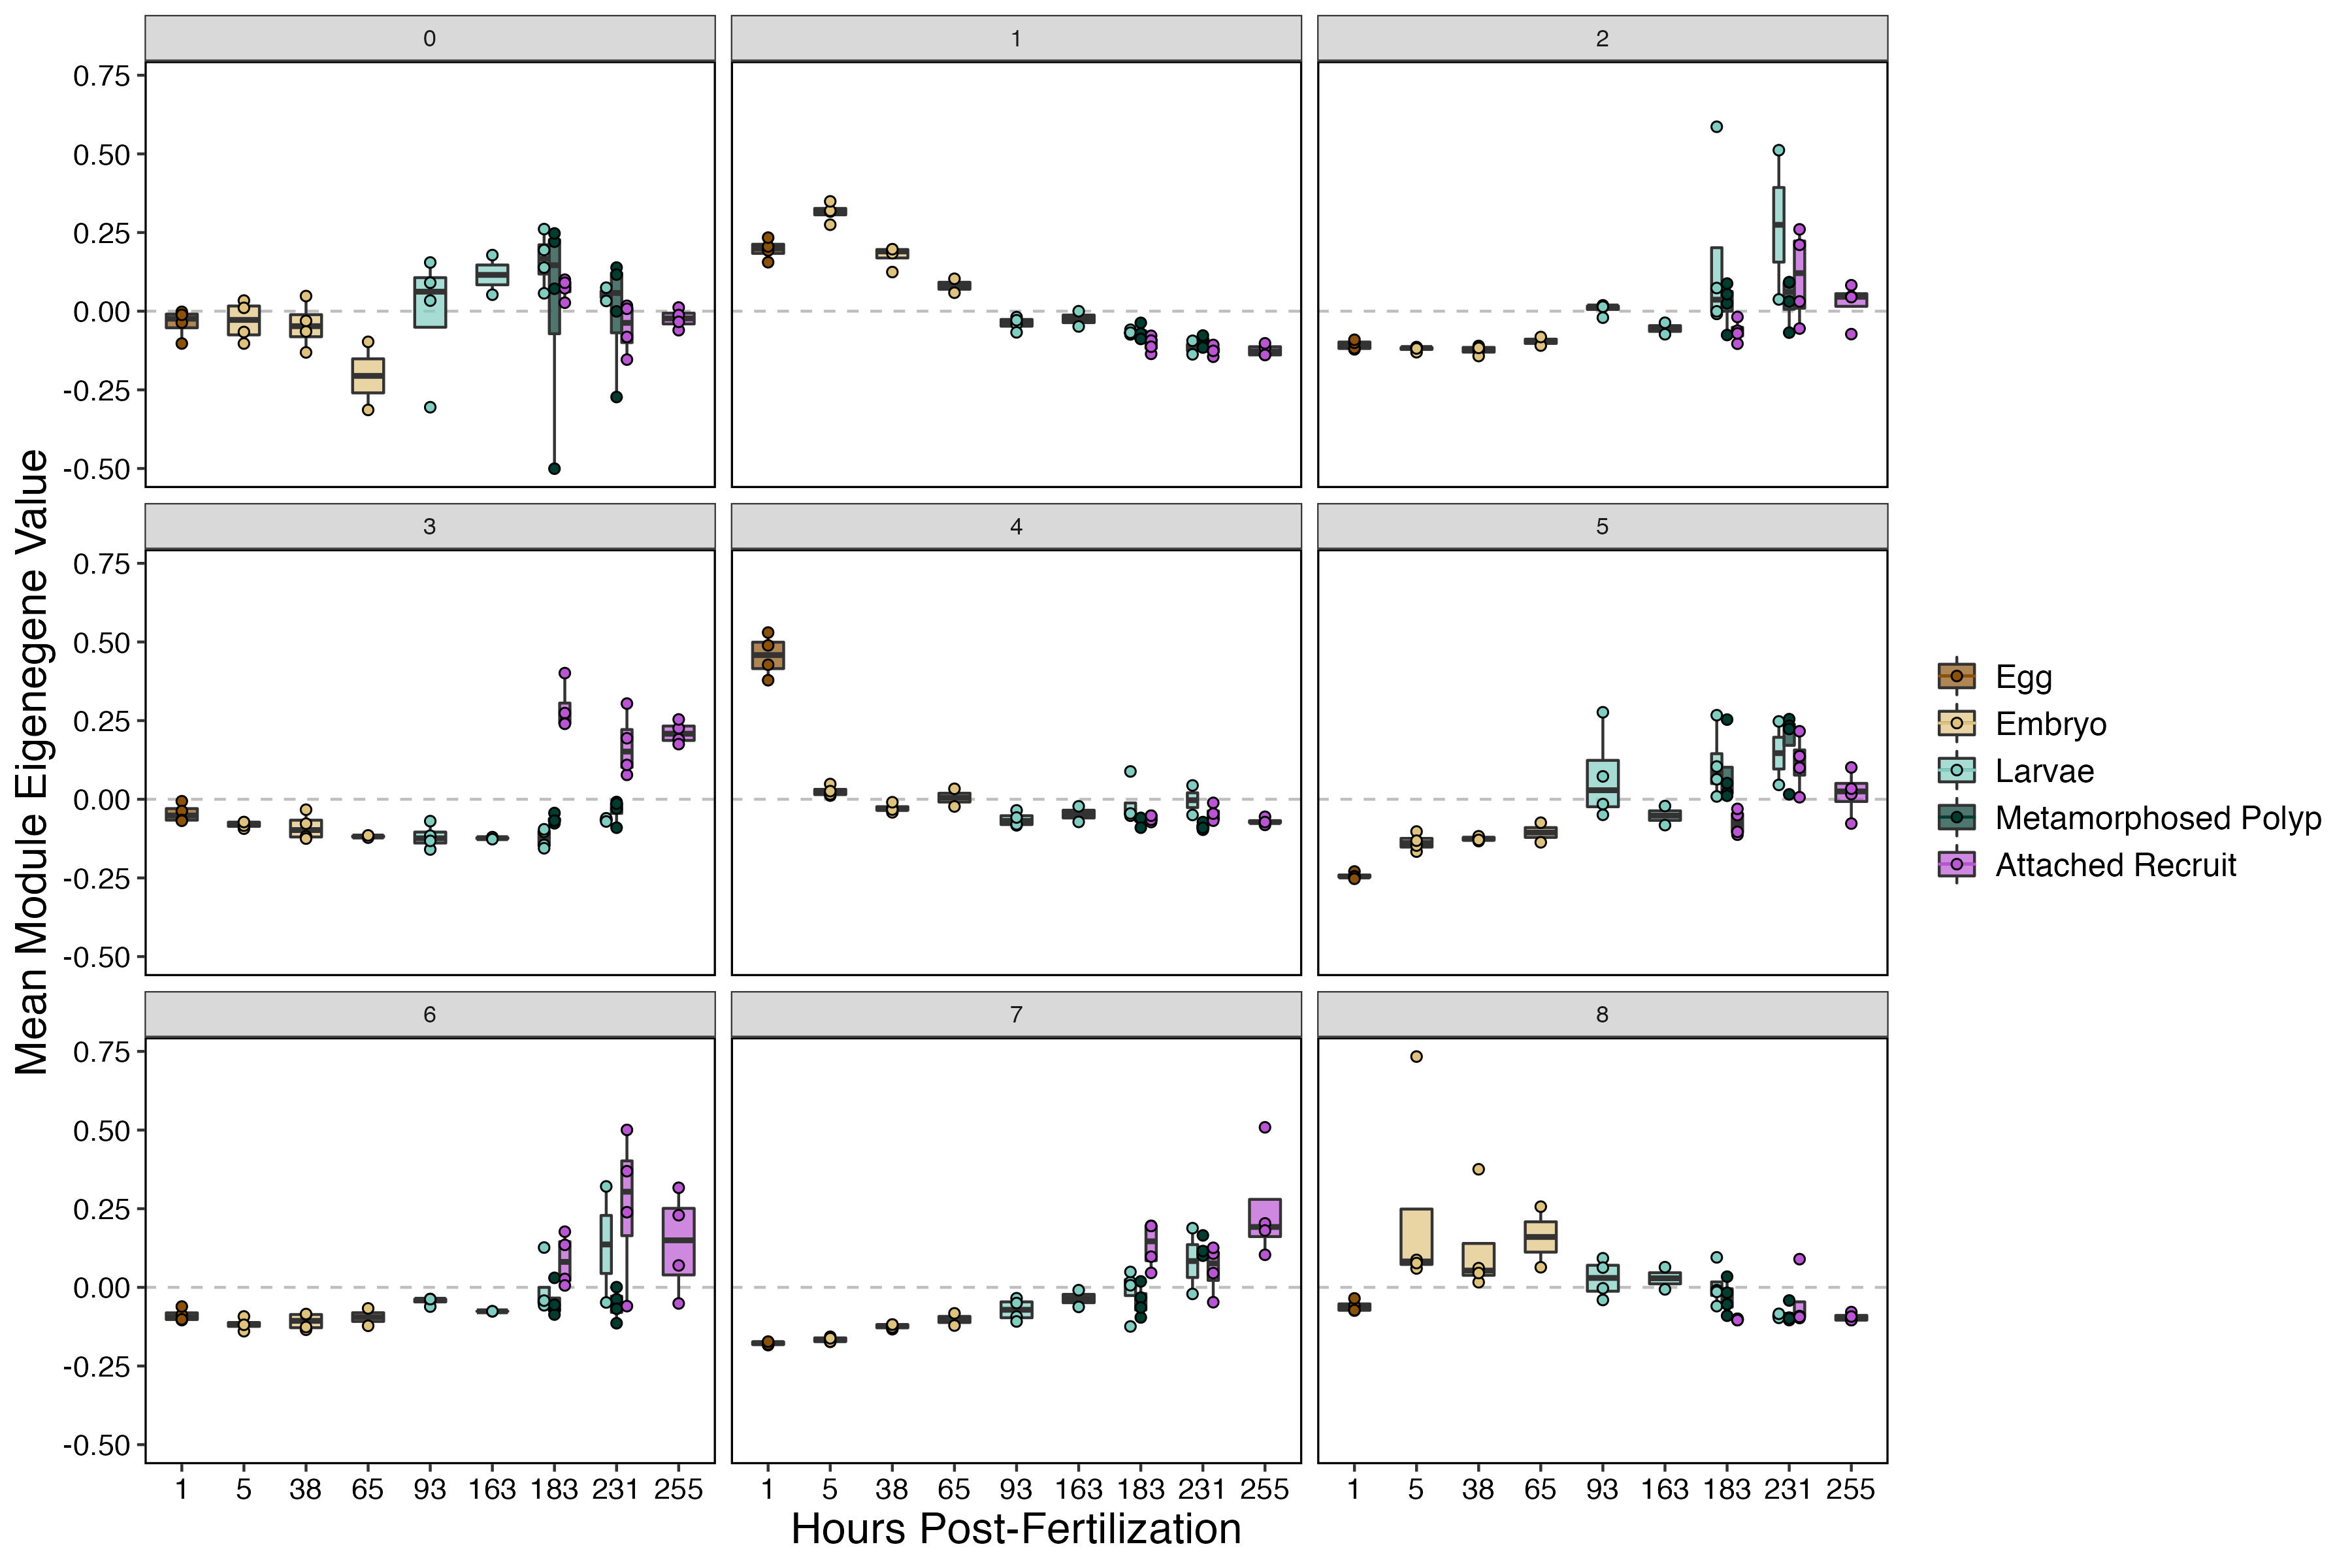 0 1 2
0.75
0.50
0.25
0.00
-0.25
-0.50
3 4 5
0.75
0.50
0.25
0.00
-0.25
-0.50
6 7 8
0.75
0.50
0.25
0.00
-0.25
-0.50
1 5 38 65 93 163 183 231 255 1 5 38 65 93 163 183 231 255 1 5 38 65 93 163 183 231 255
Hours Post-Fertilization
Mean Module Eigenegene Value
Egg
Embryo
Larvae
Metamorphosed Polyp
Attached Recruit